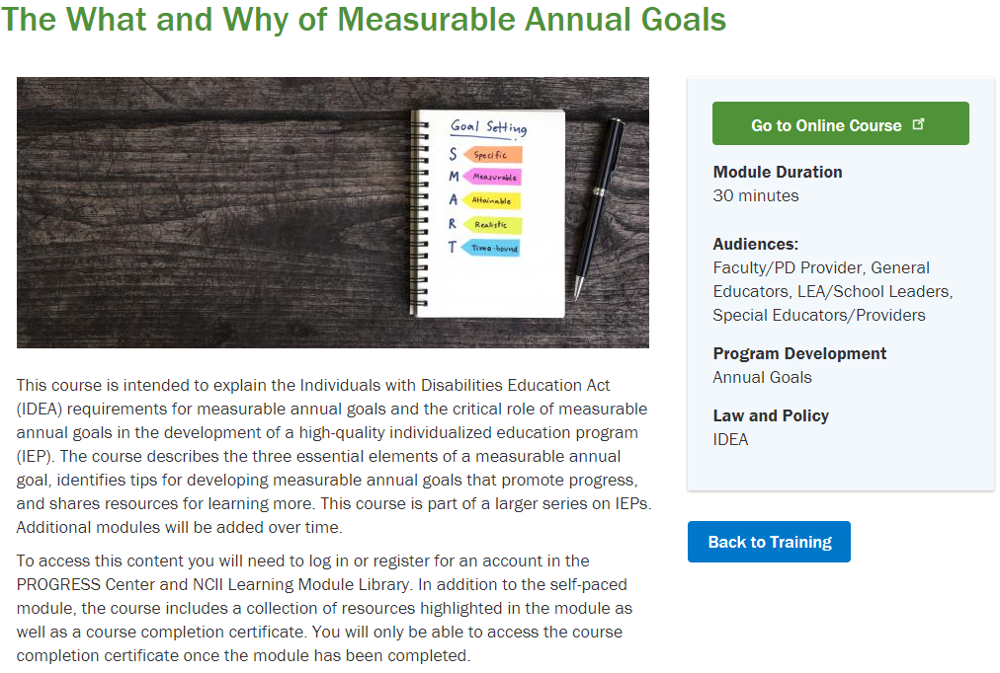 The What and Why of Measurable Annual Goals
Goal Setting
S Specific
M Measurable
A Attainable
R Realistic
T Time-bound
This course is intended to explain the Individuals with Disabilities Education Act
(IDEA) requirements for measurable annual goals and the critical role of measurable
annual goals in the development of a high-quality individualized education program
(IEP). The course describes the three essential elements of a measurable annual
goal, identifies tips for developing measurable annual goals that promote progress,
and shares resources for learning more. This course is part of a larger series on IEPs.
Additional modules will be added over time.
To access this content you will need to log in or register for an account in the
PROGRESS Center and NCII Learning Module Library. In addition to the self-paced
module, the course includes a collection of resources highlighted in the module as
well as a course completion certificate. You will only be able to access the course
completion certificate once the module has been completed.
Go to Online Course
Module Duration
30 minutes
Audiences:
Faculty/PD Provider, General
Educators, LEA/School Leaders,
Special Educators/Providers
Program Development
Annual Goals
Law and Policy
IDEA
Back to Training